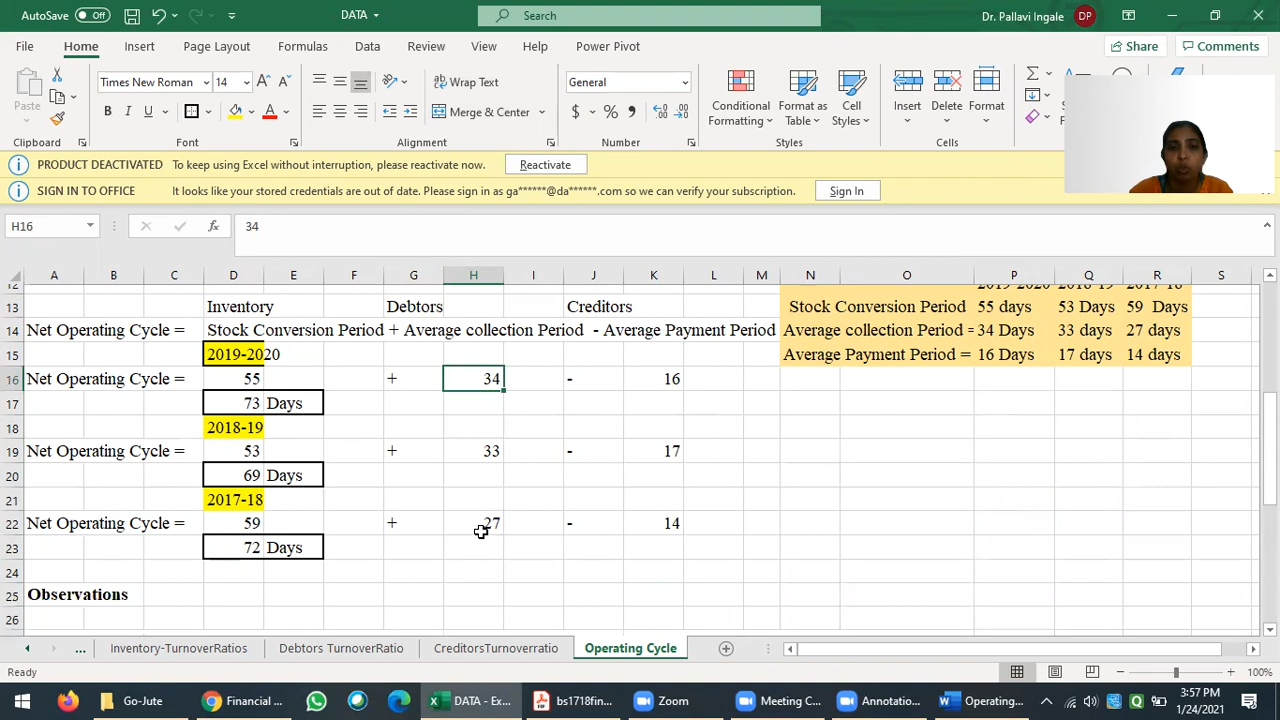 AutoSave Off DATA Search Dr. Pallavi Ingale DP
File Home Insert Page Layout Formulas Data Review View Help Power Pivot Share Comments
Paste Times New Roman 14 A A Wrap Text General Conditional Formatting Format as Table Cell Styles Insert Delete Format
B I U A Merge & Center $ % ,
Clipboard Font Alignment Number Styles Cells
PRODUCT DEACTIVATED To keep using Excel without interruption, please reactivate now. Reactivate
SIGN IN TO OFFICE It looks like your stored credentials are out of date. Please sign in as ga******@da******.com so we can verify your subscription. Sign In
H16 fx 34
A B C D E F G H I J K L M N O P Q R S
12 2019-2020 2018-19 2017-18
13 Inventory Debtors Creditors Stock Conversion Period 55 days 53 Days 59 Days
14 Net Operating Cycle = Stock Conversion Period + Average collection Period - Average Payment Period Average collection Period = 34 Days 33 days 27 days
15 2019-2020 Average Payment Period = 16 Days 17 days 14 days
16 Net Operating Cycle = 55 + 34 - 16
17 73 Days
18 2018-19
19 Net Operating Cycle = 53 + 33 - 17
20 69 Days
21 2017-18
22 Net Operating Cycle = 59 + 27 - 14
23 72 Days
24
25 Observations
26
... Inventory-TurnoverRatios Debtors TurnoverRatio CreditorsTurnoverratio Operating Cycle
Ready 100%
Go-Jute Financial ... DATA - Ex... bs1718fin... Zoom Meeting C... Annotatio... Operating... 3:57 PM
1/24/2021